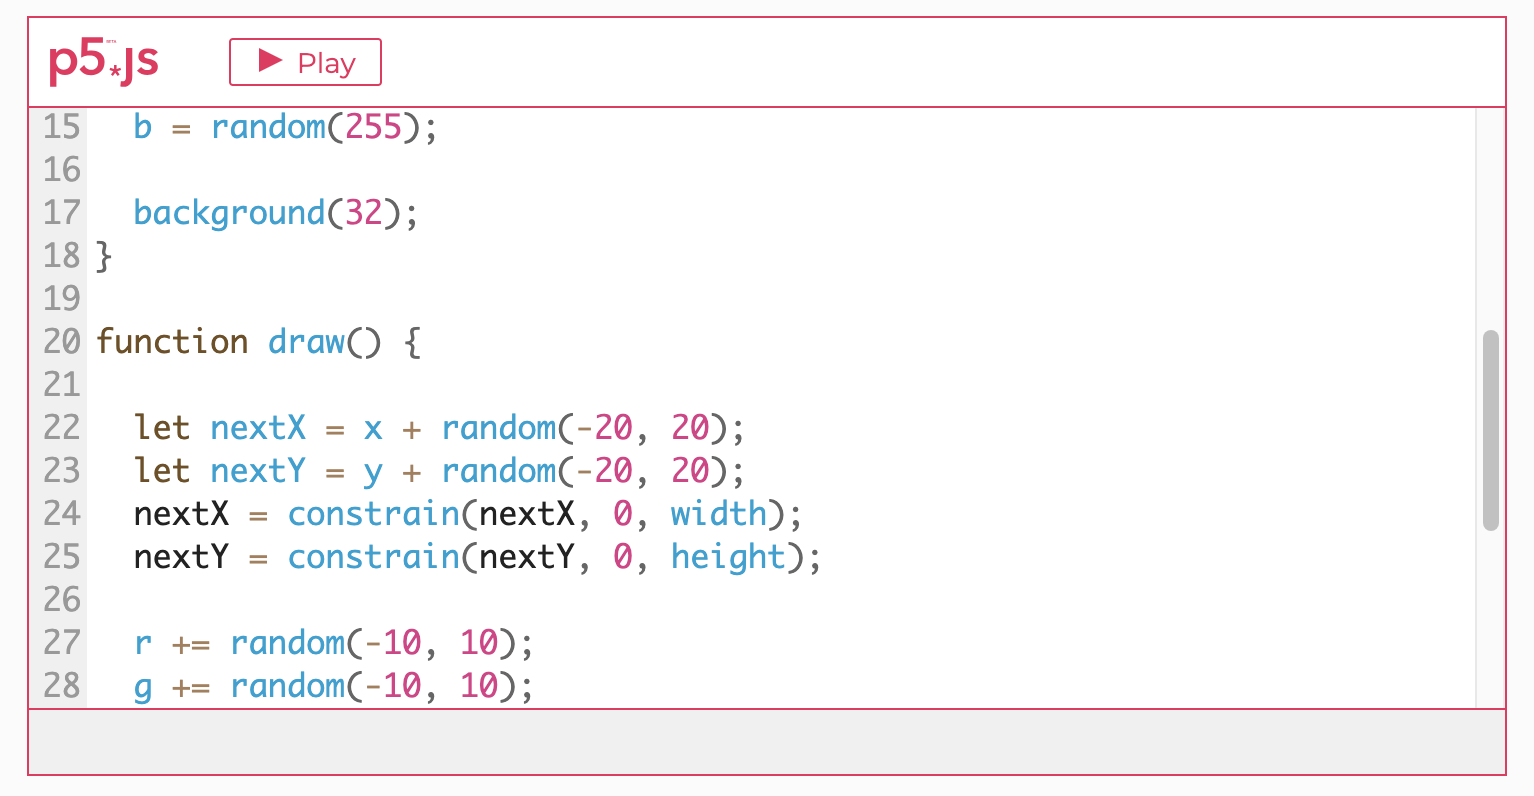 p5*js BETA
Play
15   b = random(255);
16
17   background(32);
18 }
19
20 function draw() {
21
22   let nextX = x + random(-20, 20);
23   let nextY = y + random(-20, 20);
24   nextX = constrain(nextX, 0, width);
25   nextY = constrain(nextY, 0, height);
26
27   r += random(-10, 10);
28   g += random(-10, 10);